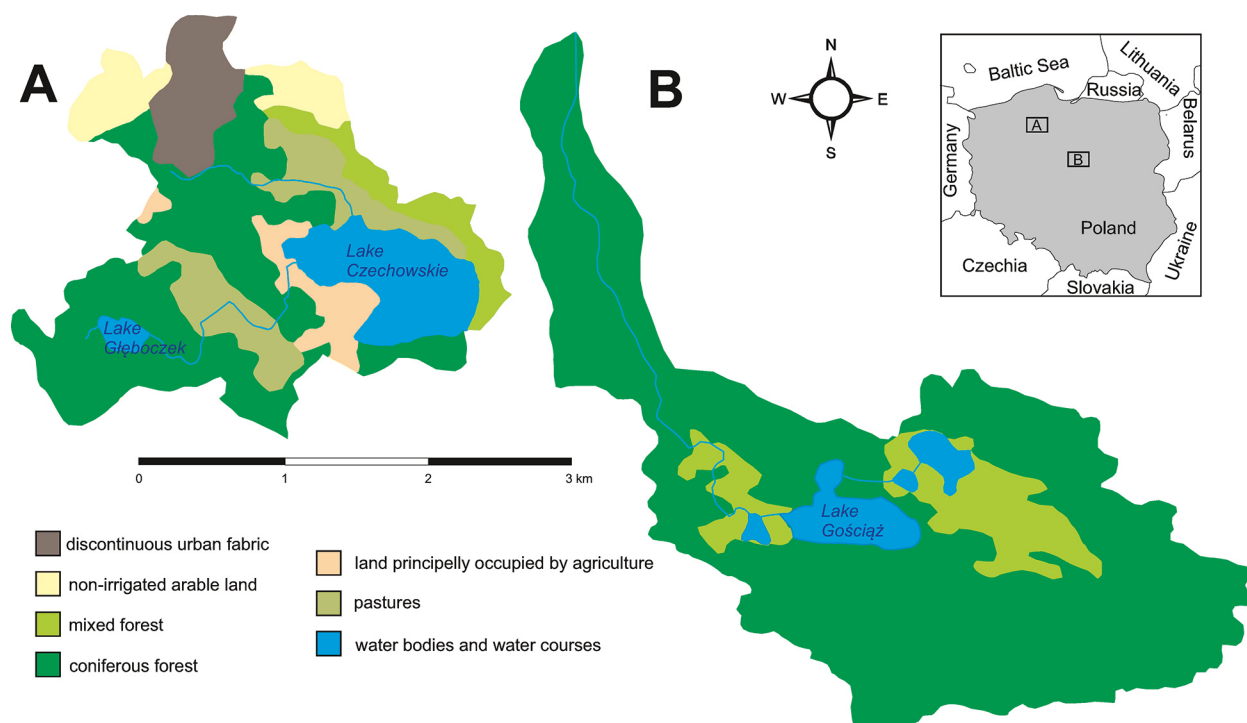 A
Lake
Czechowskie
Lake
Głęboczek
0
1
2
3 km
discontinuous urban fabric
non-irrigated arable land
mixed forest
coniferous forest
land principelly occupied by agriculture
pastures
water bodies and water courses
B
N
W
E
S
Lake
Gościąż
Baltic Sea
Lithuania
Russia
Belarus
Germany
A
B
Poland
Ukraine
Czechia
Slovakia